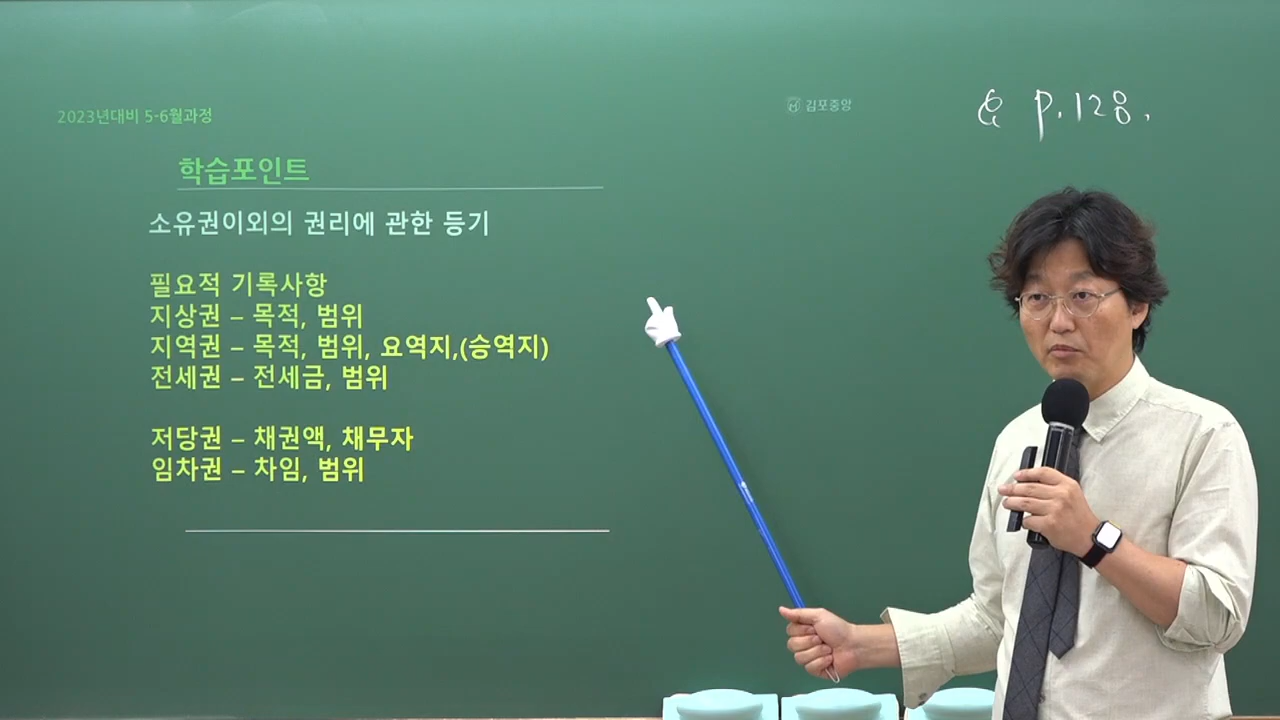 2023년대비 5-6월과정
김포중앙
p.128.
학습포인트
소유권이외의 권리에 관한 등기
필요적 기록사항
지상권 – 목적, 범위
지역권 – 목적, 범위, 요역지,(승역지)
전세권 – 전세금, 범위
저당권 – 채권액, 채무자
임차권 – 차임, 범위